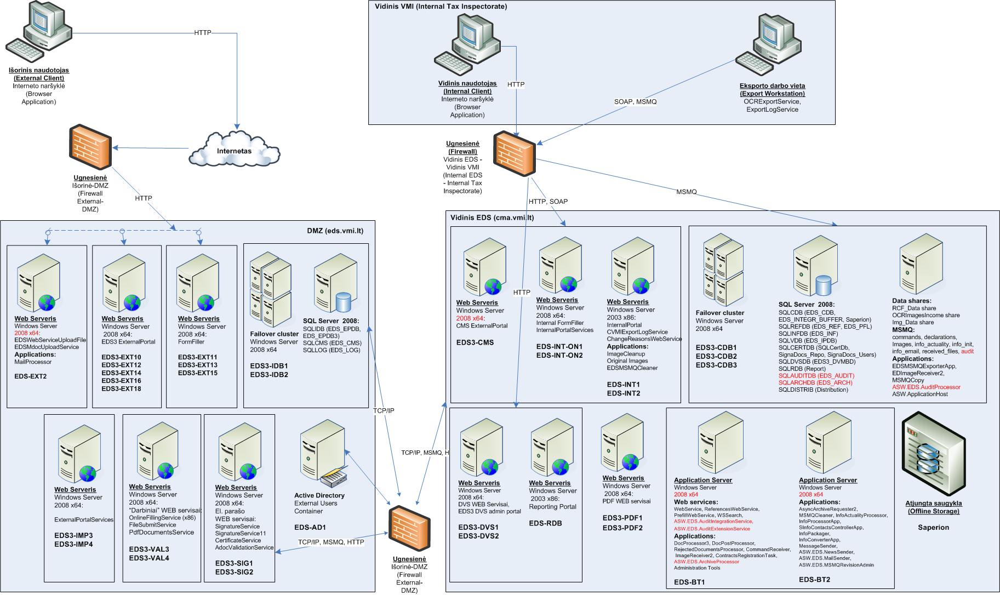 HTTP
Išorinis naudotojas
(External Client)
Interneto naršyklė
(Browser
Application)
Internetas
Ugnesienė
Išorinė-DMZ
(Firewall
External-
DMZ)
HTTP
Vidinis VMI (Internal Tax Inspectorate)
Vidinis naudotojas
(Internal Client)
Interneto naršyklė
(Browser
Application)
HTTP
SOAP, MSMQ
Eksporto darbo vieta
(Export Workstation)
OCRExportService,
ExportLogService
Ugnesienė
(Firewall)
Vidinis EDS -
Vidinis VMI
(Internal EDS
- Internal Tax
Inspectorate)
HTTP, SOAP
MSMQ
HTTP
DMZ (eds.vmi.lt)
Web Serveris
Windows Server
2008 x64:
EDSWebServiceUploadFile
EDSMdocUploadService
Applications:
MailProcessor
EDS-EXT2
Web Serveris
Windows Server
2008 x64:
EDS3 ExternalPortal
EDS3-EXT10
EDS3-EXT12
EDS3-EXT14
EDS3-EXT16
EDS3-EXT18
Web Serveris
Windows Server
2008 x64:
FormFiller
EDS3-EXT11
EDS3-EXT13
EDS3-EXT15
Failover cluster
Windows Server
2008 x64
EDS3-IDB1
EDS3-IDB2
SQL Server  2008:
SQLIDB (EDS_EPDB,
EDS_EPDB3)
SQLCMS (EDS_CMS)
SQLLOG (EDS_LOG)
Web Serveris
Windows Server
2008 x64:
ExternalPortalServices
EDS3-IMP3
EDS3-IMP4
Web Serveris
Windows Server
2008 x64:
“Darbiniai” WEB servisai:
OnlineFillingService (x86)
FileSubmitService
PdfDocumentsService
EDS3-VAL3
EDS3-VAL4
Web Serveris
Windows Server
2008 x64:
El. parašo
WEB servisai:
SignatureService
SignatureService11
CertificateService
AdocValidationService
EDS3-SIG1
EDS3-SIG2
Active Directory
External Users
Container
EDS-AD1
TCP/IP
TCP/IP, MSMQ, H
TCP/IP, MSMQ, HTTP
Ugnesienė
Išorinė-DMZ
(Firewall
External-
DMZ)
Vidinis EDS (cma.vmi.lt)
Web Serveris
Windows Server
2008 x64:
CMS ExternalPortal
EDS3-CMS
Web Serveris
Windows Server
2008 x64:
Internal FormFiller
InternalPortalServices
EDS-INT-ON1
EDS-INT-ON2
Web Serveris
Windows Server
2003 x86:
InternalPortal
CVMIExportLogService
ChangeReasonsWebService
Applications:
ImageCleanup
Original Images
EDSMSMQCleaner
EDS-INT1
EDS-INT2
Failover cluster
Windows Server
2008 x64
EDS3-CDB1
EDS3-CDB2
EDS3-CDB3
SQL Server  2008:
SQLCDB (EDS_CDB,
EDS_INTEGR_BUFFER, Saperion)
SQLREFDB (EDS_REF, EDS_PFL)
SQLINFDB (EDS_INF)
SQLVDB (EDS_IPDB)
SQLCERTDB (SQLCertDb,
SignaDocs_Repo, SignaDocs_Users)
SQLDVSDB (EDS3_DVMBD)
SQLRDB (Report)
SQLAUDITDB (EDS_AUDIT)
SQLARCHDB (EDS_ARCH)
SQLDISTRIB (Distribution)
Data shares:
RCF_Data share
OCRImagesIncome share
Img_Data share
MSMQ:
commands, declarations,
Images, info_actuality, info_init,
info_email, received_files, audit
Applications:
EDSMSMQExporterApp,
EDImageReceiver2,
MSMQCopy
ASW.EDS.AuditProcessor
ASW.ApplicationHost
Web Serveris
Windows Server
2008 x64:
DVS WEB Servisai,
EDS3 DVS admin portal
EDS3-DVS1
EDS3-DVS2
Web Serveris
Windows Server
2003 x86:
Reporting Portal
EDS-RDB
Web Serveris
Windows Server
2008 x64:
PDF WEB servisai
EDS3-PDF1
EDS3-PDF2
Application Server
Windows Server
2008 x64
Web services:
WebService, ReferencesWebService,
PrefillWebService, WSSearch,
ASW.EDS.AuditIntegrationService,
ASW.EDS.AuditExtensionService
Applications:
DocProcessor3, DocPostProcessor,
RejectedDocumentsProcessor, CommandReceiver,
ImageReceiver2, ContractsRegistrationTask,
ASW.EDS.ArchiveProcessor
Administration Tools
EDS-BT1
Application Server
Windows Server
2008 x64
Applications:
AsyncArchiveRequester2,
MSMQCleaner, InfoActualityProcessor,
InfoProcessorApp,
SInfoContactsControllerApp,
InfoPackager,
InfoConverterApp,
MessageSender,
ASW.EDS.NewsSender,
ASW.EDS.MailSender,
ASW.EDS.MSMQRevisionAdmin
EDS-BT2
Atjungta saugykla
(Offline Storage)
Saperion